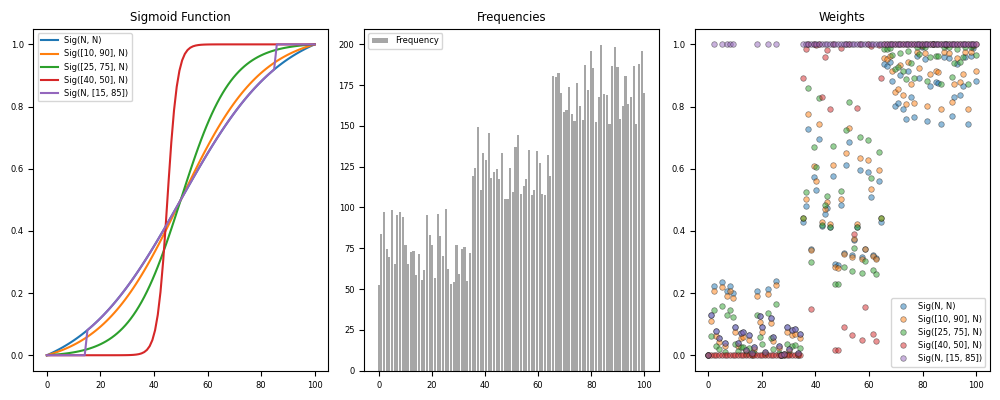 Sigmoid Function
1.0
0.8
0.6
0.4
0.2
0.0
0
20
40
60
80
100
Sig(N, N)
Sig([10, 90], N)
Sig([25, 75], N)
Sig([40, 50], N)
Sig(N, [15, 85])
Frequencies
200
175
150
125
100
75
50
25
0
0
20
40
60
80
100
Frequency
Weights
1.0
0.8
0.6
0.4
0.2
0.0
0
20
40
60
80
100
Sig(N, N)
Sig([10, 90], N)
Sig([25, 75], N)
Sig([40, 50], N)
Sig(N, [15, 85])